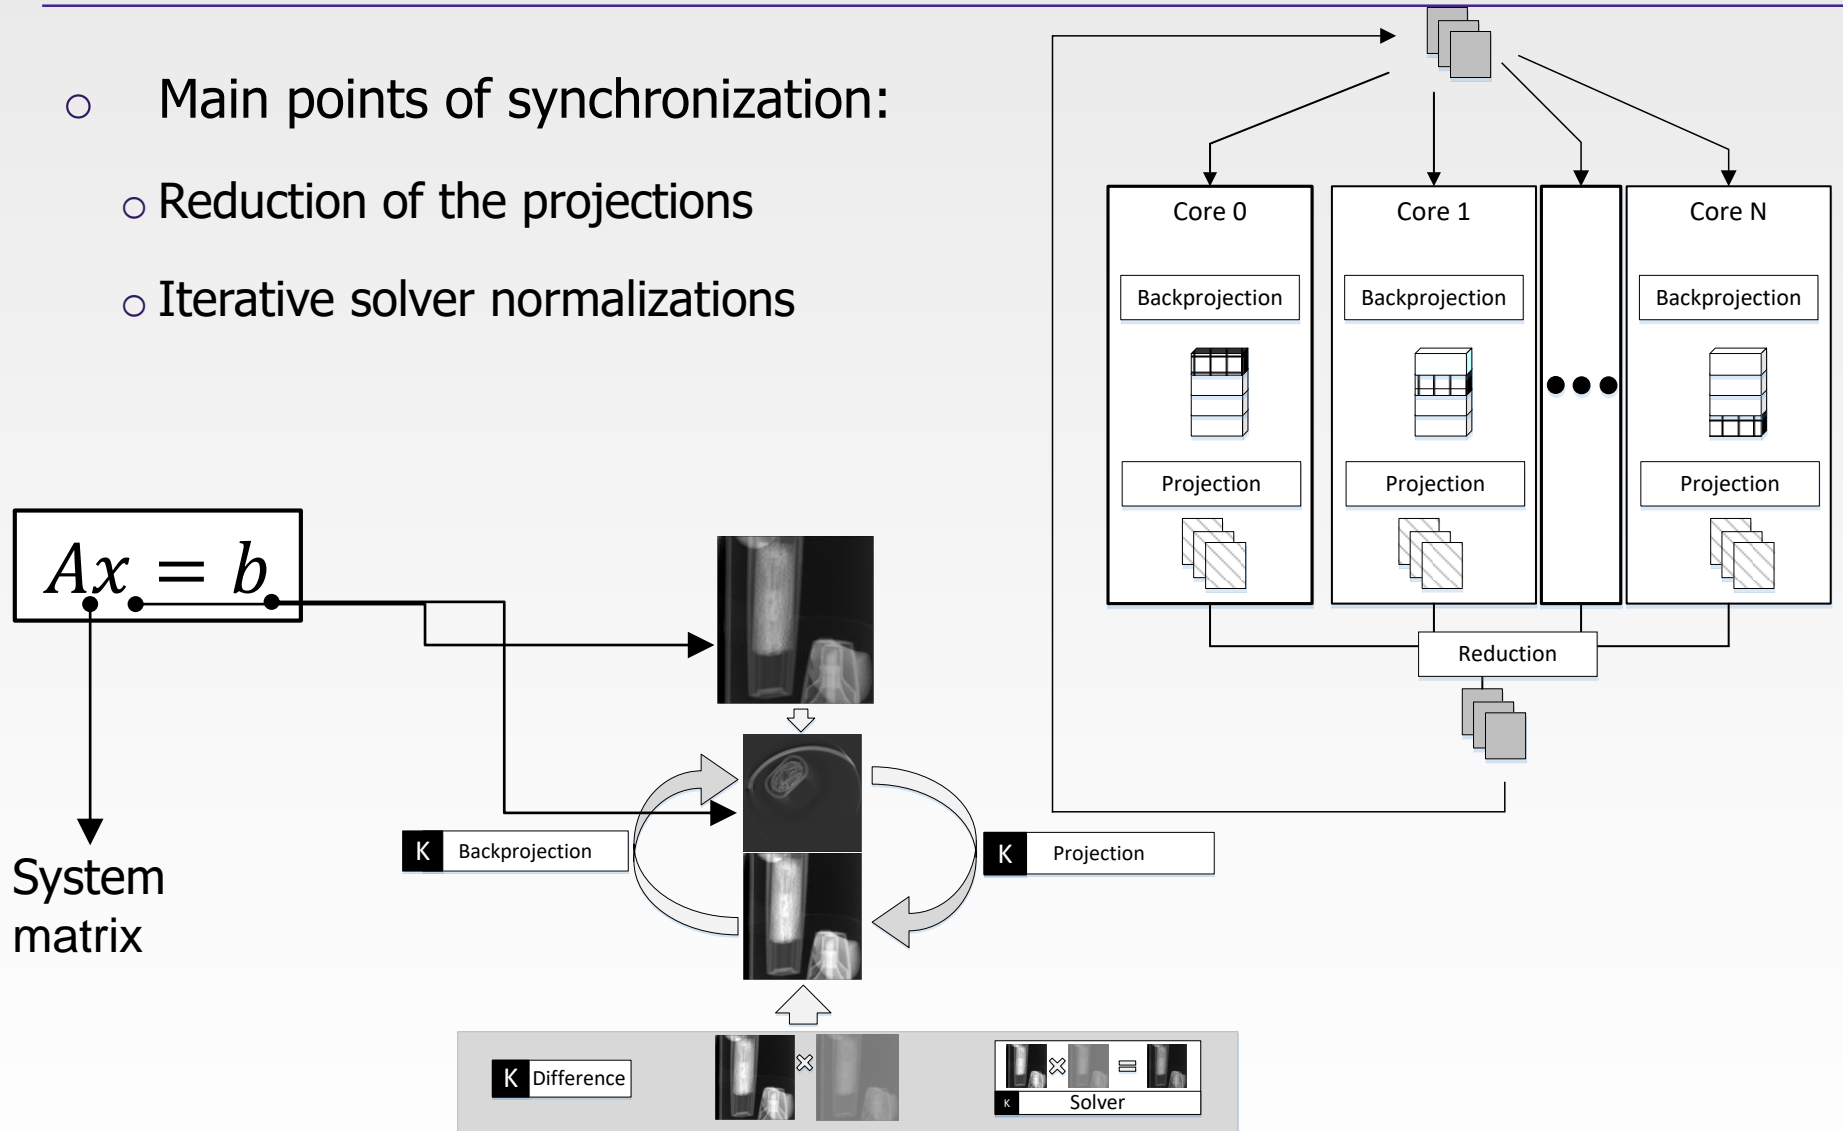 Main points of synchronization:
Reduction of the projections
Iterative solver normalizations
Core 0
Core 1
Core N
Backprojection
Backprojection
Backprojection
Projection
Projection
Projection
Reduction
Ax = b
System
matrix
K Backprojection
K Projection
K Difference
K Solver